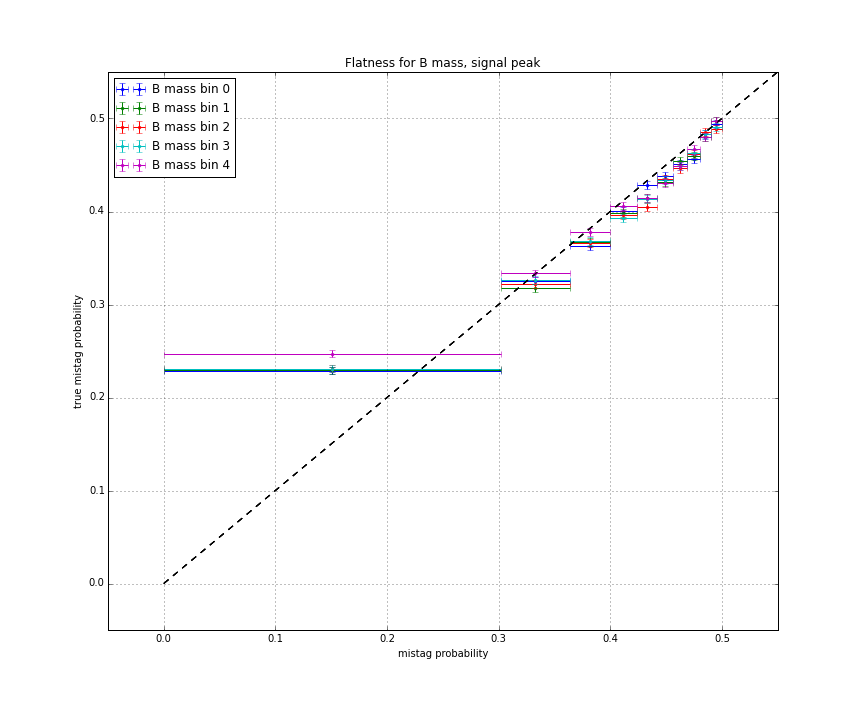 Flatness for B mass, signal peak
B mass bin 0
B mass bin 1
B mass bin 2
B mass bin 3
B mass bin 4
true mistag probability
0.5
0.4
0.3
0.2
0.1
0.0
0.0 0.1 0.2 0.3 0.4 0.5
mistag probability